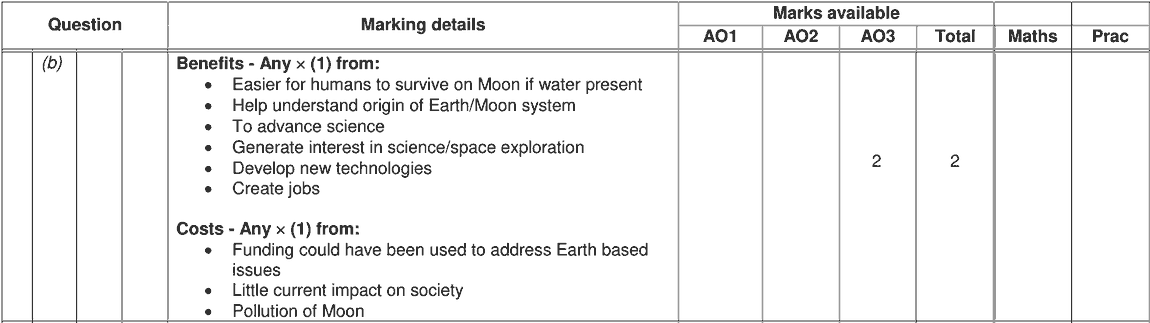 Question Marking details Marks available
AO1 AO2 AO3 Total Maths Prac
(b) Benefits - Any × (1) from:
• Easier for humans to survive on Moon if water present
• Help understand origin of Earth/Moon system
• To advance science
• Generate interest in science/space exploration
2 2
• Develop new technologies
• Create jobs
Costs - Any × (1) from:
• Funding could have been used to address Earth based
issues
• Little current impact on society
• Pollution of Moon